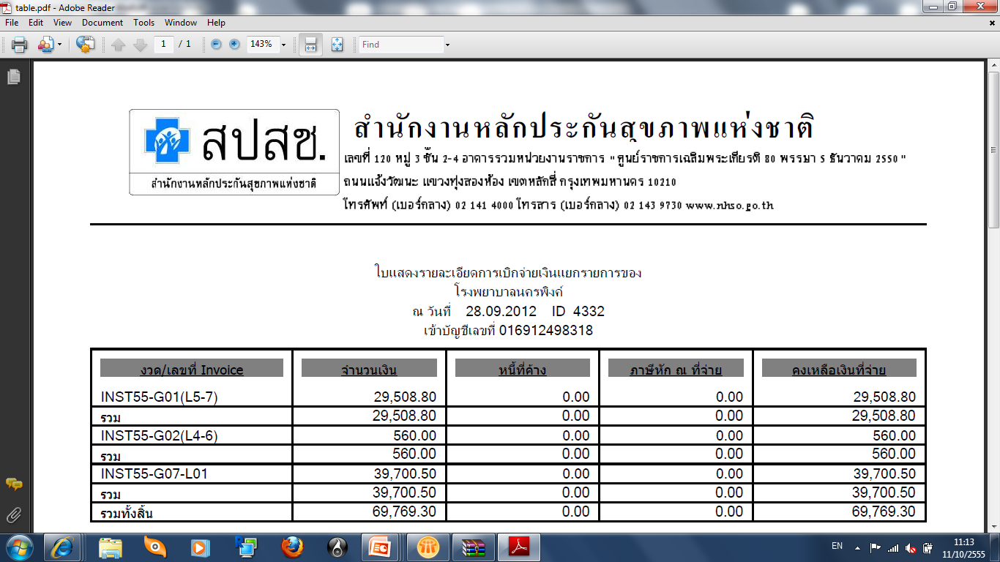 table.pdf - Adobe Reader
File Edit View Document Tools Window Help
1 / 1 143% Find
สปสช.
สำนักงานหลักประกันสุขภาพแห่งชาติ
สำนักงานหลักประกันสุขภาพแห่งชาติ
เลขที่ 120 หมู่ 3 ชั้น 2-4 อาคารรวมหน่วยงานราชการ " ศูนย์ราชการเฉลิมพระเกียรติ 80 พรรษา 5 ธันวาคม 2550 "
ถนนแจ้งวัฒนะ แขวงทุ่งสองห้อง เขตหลักสี่ กรุงเทพมหานคร 10210
โทรศัพท์ (เบอร์กลาง) 02 141 4000 โทรสาร (เบอร์กลาง) 02 143 9730 www.nhso.go.th
ใบแสดงรายละเอียดการเบิกจ่ายเงินแยกรายการของ
โรงพยาบาลนครพิงค์
ณ วันที่ 28.09.2012 ID 4332
เข้าบัญชีเลขที่ 016912498318
งวด/เลขที่ Invoice จำนวนเงิน หนี้ที่ค้าง ภาษีหัก ณ ที่จ่าย คงเหลือเงินที่จ่าย
INST55-G01(L5-7) 29,508.80 0.00 0.00 29,508.80
รวม 29,508.80 0.00 0.00 29,508.80
INST55-G02(L4-6) 560.00 0.00 0.00 560.00
รวม 560.00 0.00 0.00 560.00
INST55-G07-L01 39,700.50 0.00 0.00 39,700.50
รวม 39,700.50 0.00 0.00 39,700.50
รวมทั้งสิ้น 69,769.30 0.00 0.00 69,769.30
EN 11:13
11/10/2555